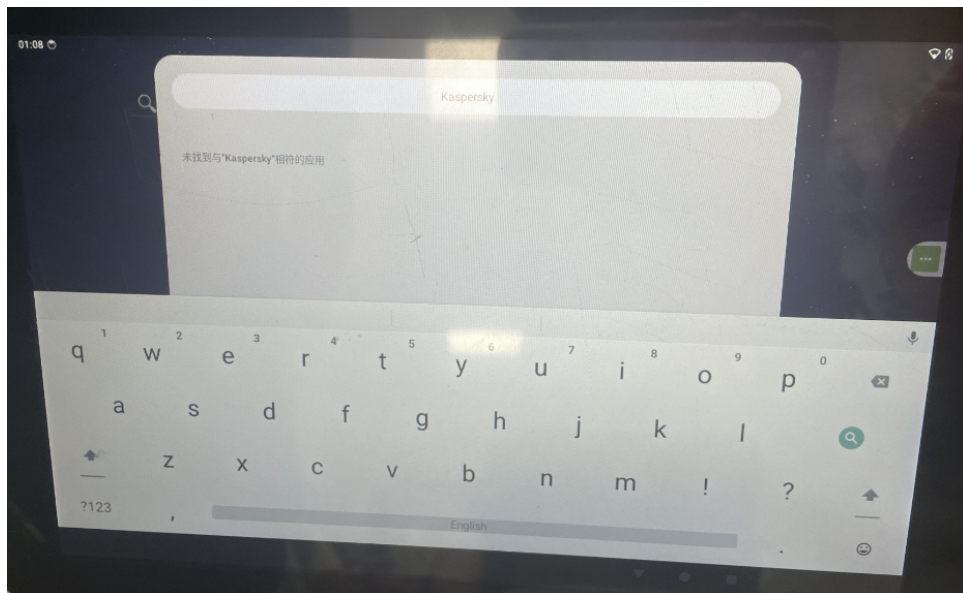 01:08
Kaspersky
未找到与"Kaspersky"相符的应用
1 2 3 4 5 6 7 8 9 0
q w e r t y u i o p
a s d f g h j k l
z x c v b n m ! ?
?123 , English .